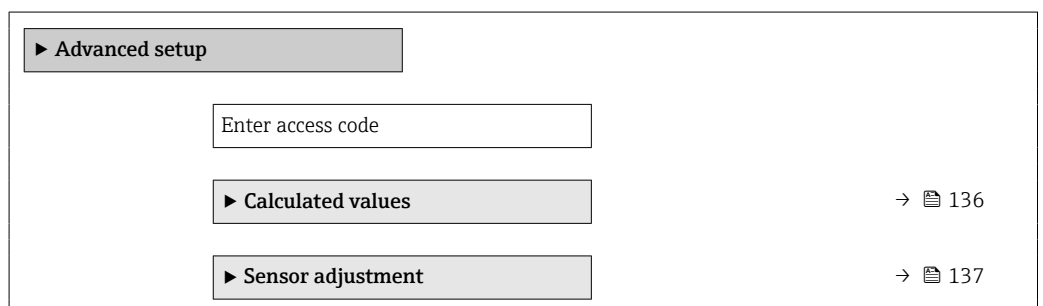 ▶ Advanced setup
Enter access code
▶ Calculated values → 136
▶ Sensor adjustment → 137